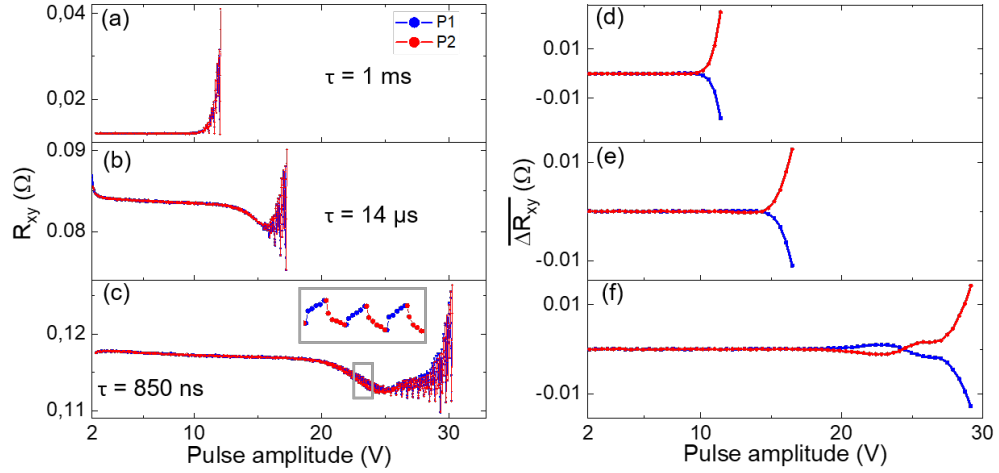 (a)
P1
P2
τ = 1 ms
0,04
0,02
(b)
τ = 14 μs
0.09
0.08
R_xy (Ω)
(c)
τ = 850 ns
0,12
0,11
2 10 20 30
Pulse amplitude (V)
(d)
0.01
-0.01
(e)
0.01
-0.01
ΔR_xy (Ω)
(f)
0.01
-0.01
2 10 20 30
Pulse amplitude (V)